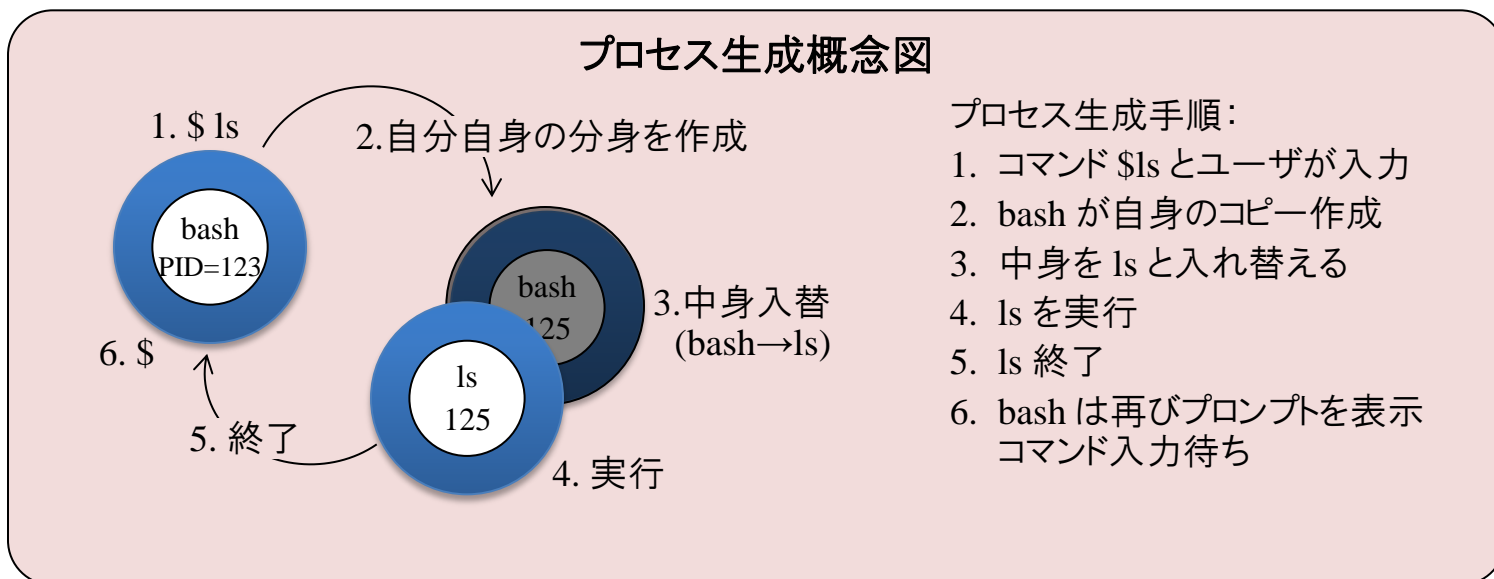 プロセス生成概念図
1. $ ls
2.自分自身の分身を作成
bash
PID=123
bash
125
3.中身入替
(bash→ls)
ls
125
4. 実行
5. 終了
6. $
プロセス生成手順：
1. コマンド $ls とユーザが入力
2. bash が自身のコピー作成
3. 中身を ls と入れ替える
4. ls を実行
5. ls 終了
6. bash は再びプロンプトを表示
コマンド入力待ち